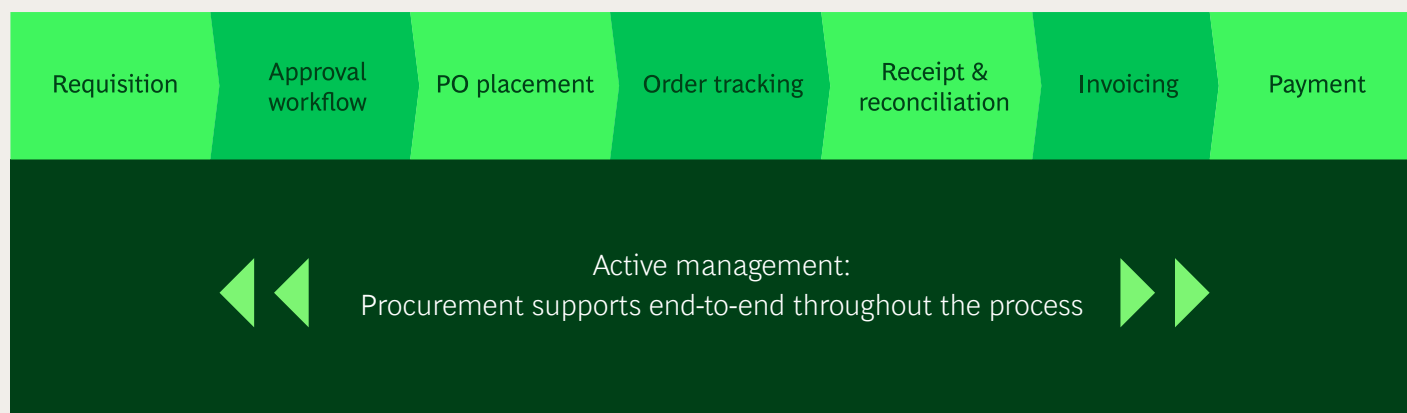 Requisition
Approval
workflow
PO placement
Order tracking
Receipt &
reconciliation
Invoicing
Payment
Active management:
Procurement supports end-to-end throughout the process